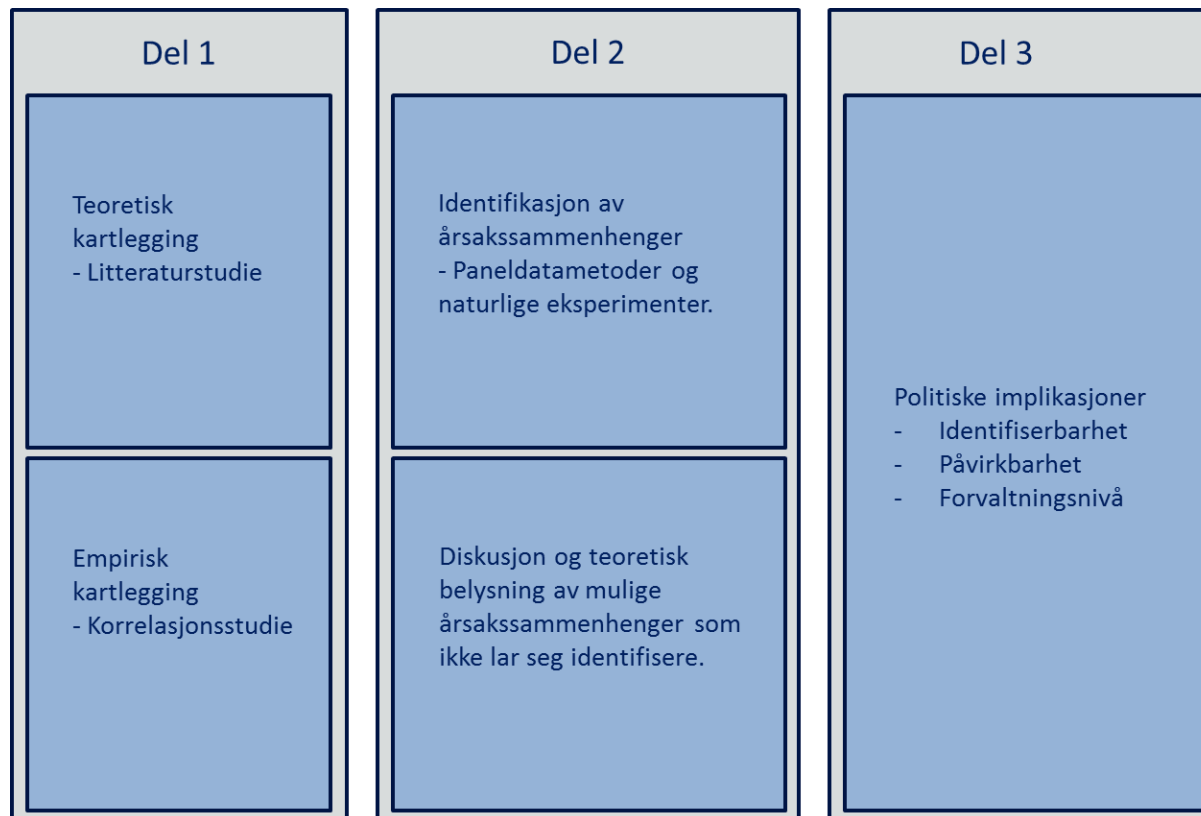 Del 1
Teoretisk
kartlegging
- Litteraturstudie
Empirisk
kartlegging
- Korrelasjonsstudie
Del 2
Identifikasjon av
årsakssammenhenger
- Paneldatametoder og
naturlige eksperimenter.
Diskusjon og teoretisk
belysning av mulige
årsakssammenhenger som
ikke lar seg identifisere.
Del 3
Politiske implikasjoner
- Identifiserbarhet
- Påvirkbarhet
- Forvaltningsnivå